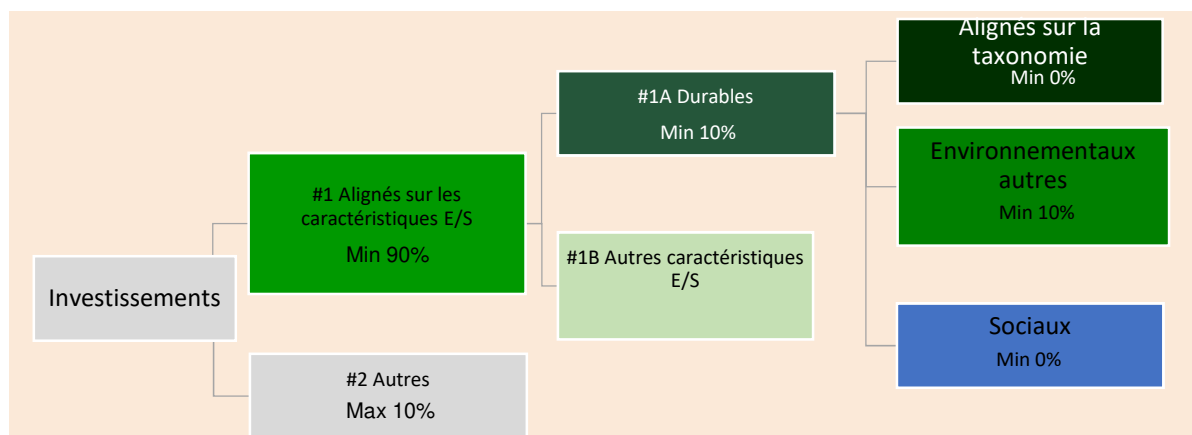 Investissements
#1 Alignés sur les
caractéristiques E/S
Min 90%
#2 Autres
Max 10%
#1A Durables
Min 10%
#1B Autres caractéristiques
E/S
Alignés sur la
taxonomie
Min 0%
Environnementaux
autres
Min 10%
Sociaux
Min 0%